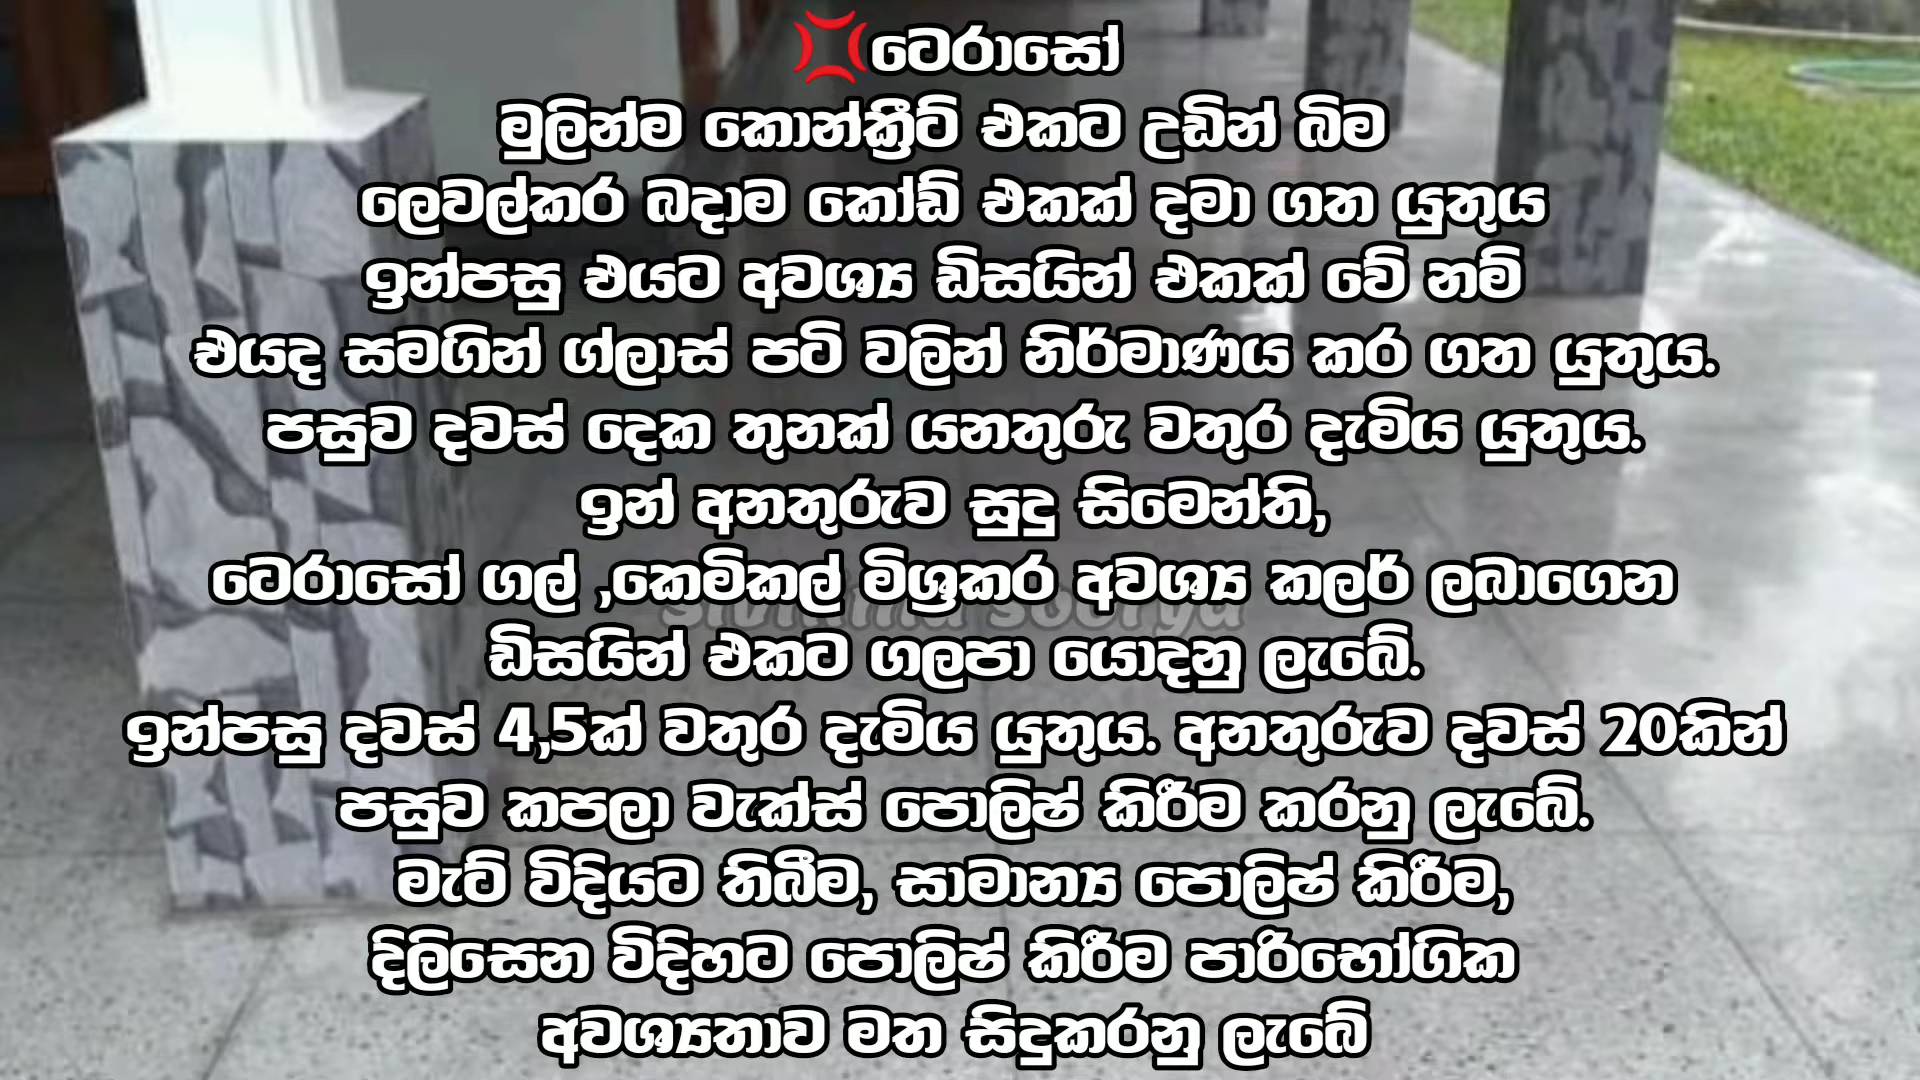 💢ටෙරාසෝ
මුලින්ම කොන්ක්‍රීට් එකට උඩින් බිම
ලෙවල්කර බදාම කෝඩ් එකක් දමා ගත යුතුය
ඉන්පසු එයට අවශ්‍ය ඩිසයින් එකක් වේ නම්
එයද සමගින් ග්ලාස් පටි වලින් නිර්මාණය කර ගත යුතුය.
පසුව දවස් දෙක තුනක් යනතුරු වතුර දැමිය යුතුය.
ඉන් අනතුරුව සුදු සිමෙන්ති,
ටෙරාසෝ ගල් ,කෙමිකල් මිශ්‍රකර අවශ්‍ය කලර් ලබාගෙන
ඩිසයින් එකට ගලපා යොදනු ලැබේ.
ඉන්පසු දවස් 4,5ක් වතුර දැමිය යුතුය. අනතුරුව දවස් 20කින්
පසුව කපලා වැක්ස් පොලිෂ් කිරීම කරනු ලැබේ.
මැට් විදියට තිබීම, සාමාන්‍ය පොලිෂ් කිරීම,
දිලිසෙන විදිහට පොලිෂ් කිරීම පාරිභෝගික
අවශ්‍යතාව මත සිදුකරනු ලැබේ